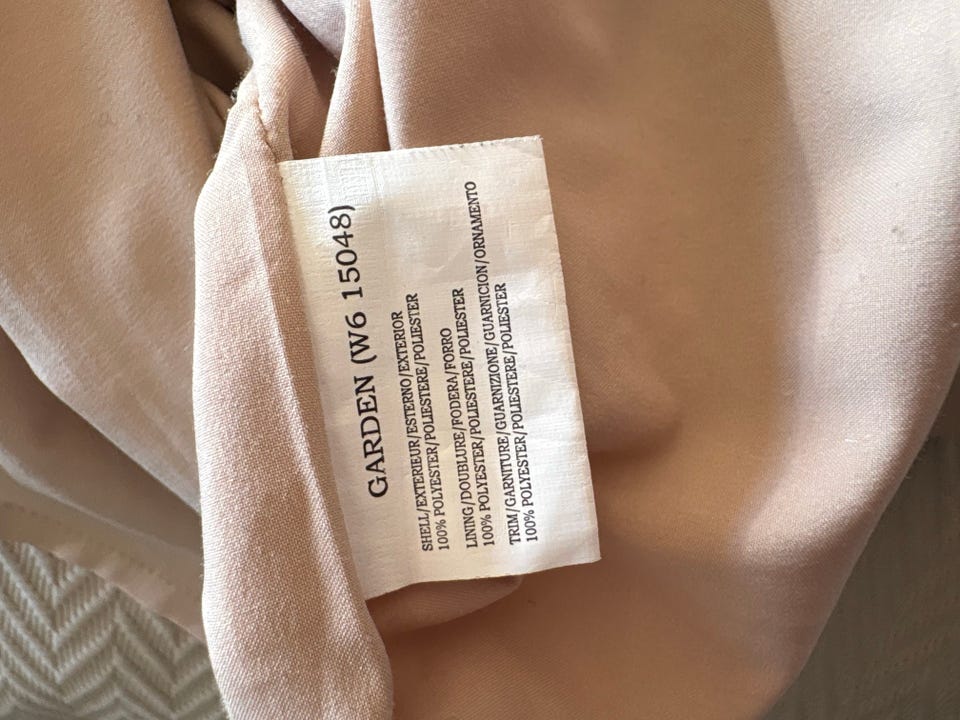 GARDEN (W6 15048)
SHELL/EXTERIEUR/ESTERNO/EXTERIOR
100% POLYESTER/POLIESTERE/POLIESTER
LINING/DOUBLURE/FODERA/FORRO
100% POLYESTER/POLIESTERE/POLIESTER
TRIM/GARNITURE/GUARNIZIONE/GUARNICION/ORNAMENTO
100% POLYESTER/POLIESTERE/POLIESTER